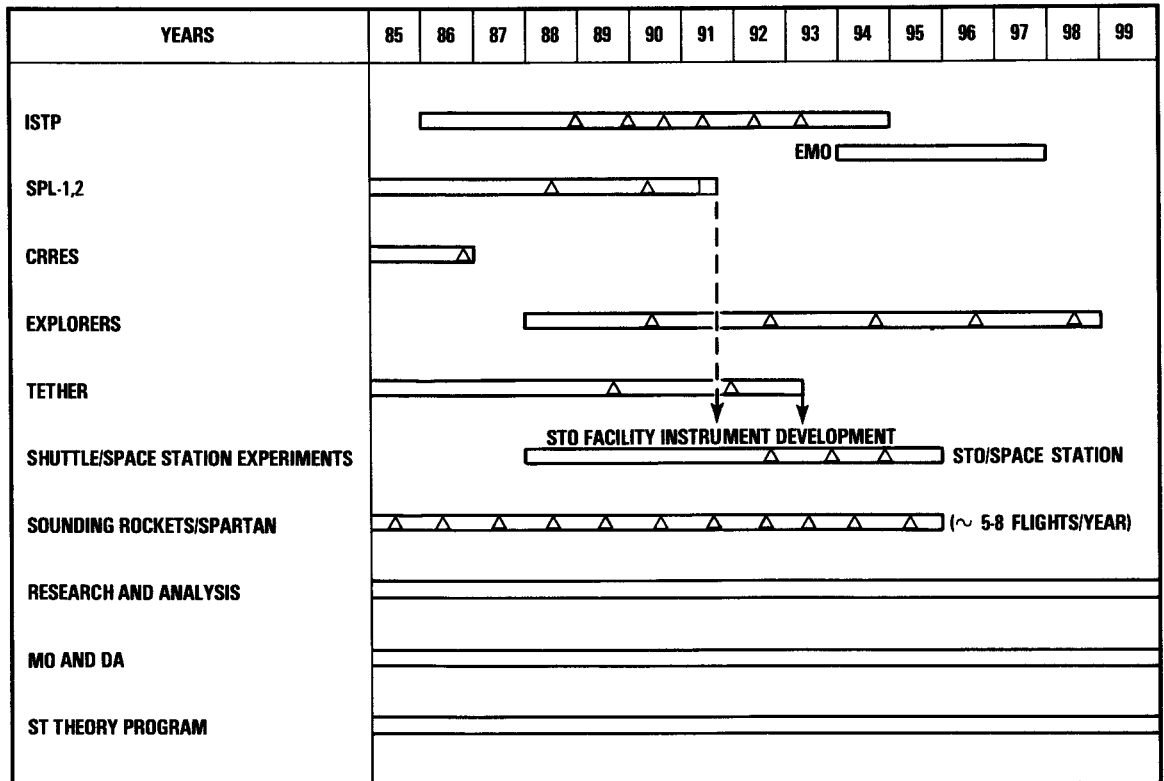 YEARS 85 86 87 88 89 90 91 92 93 94 95 96 97 98 99
ISTP
EMO
SPL-1,2
CRRES
EXPLORERS
TETHER
STO FACILITY INSTRUMENT DEVELOPMENT
SHUTTLE/SPACE STATION EXPERIMENTS STO/SPACE STATION
SOUNDING ROCKETS/SPARTAN (~ 5-8 FLIGHTS/YEAR)
RESEARCH AND ANALYSIS
MO AND DA
ST THEORY PROGRAM